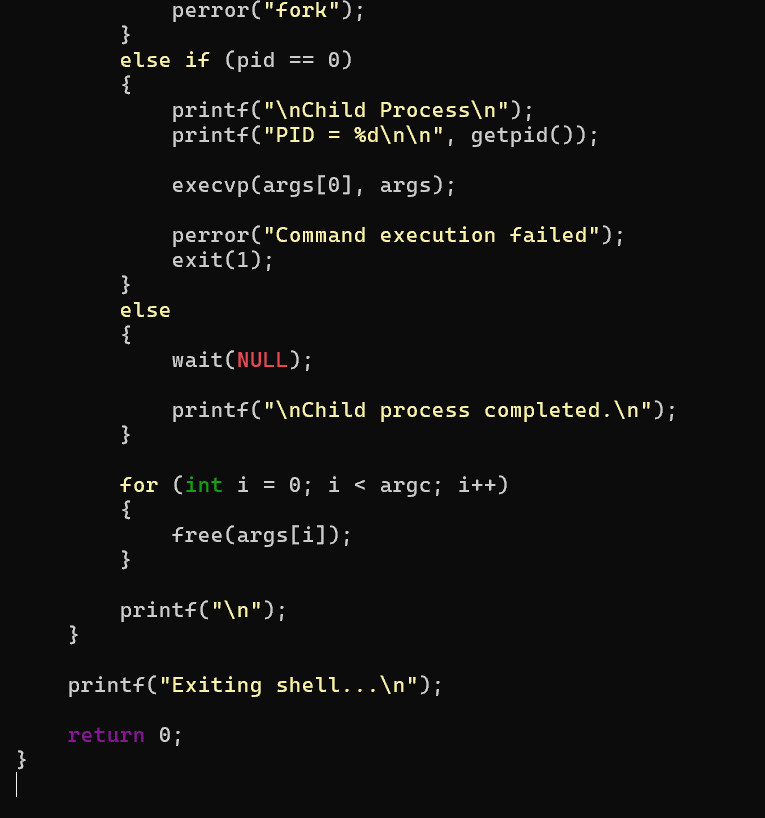 perror("fork");
        }
        else if (pid == 0)
        {
            printf("\nChild Process\n");
            printf("PID = %d\n\n", getpid());

            execvp(args[0], args);

            perror("Command execution failed");
            exit(1);
        }
        else
        {
            wait(NULL);

            printf("\nChild process completed.\n");
        }

        for (int i = 0; i < argc; i++)
        {
            free(args[i]);
        }

        printf("\n");
    }

    printf("Exiting shell...\n");

    return 0;
}